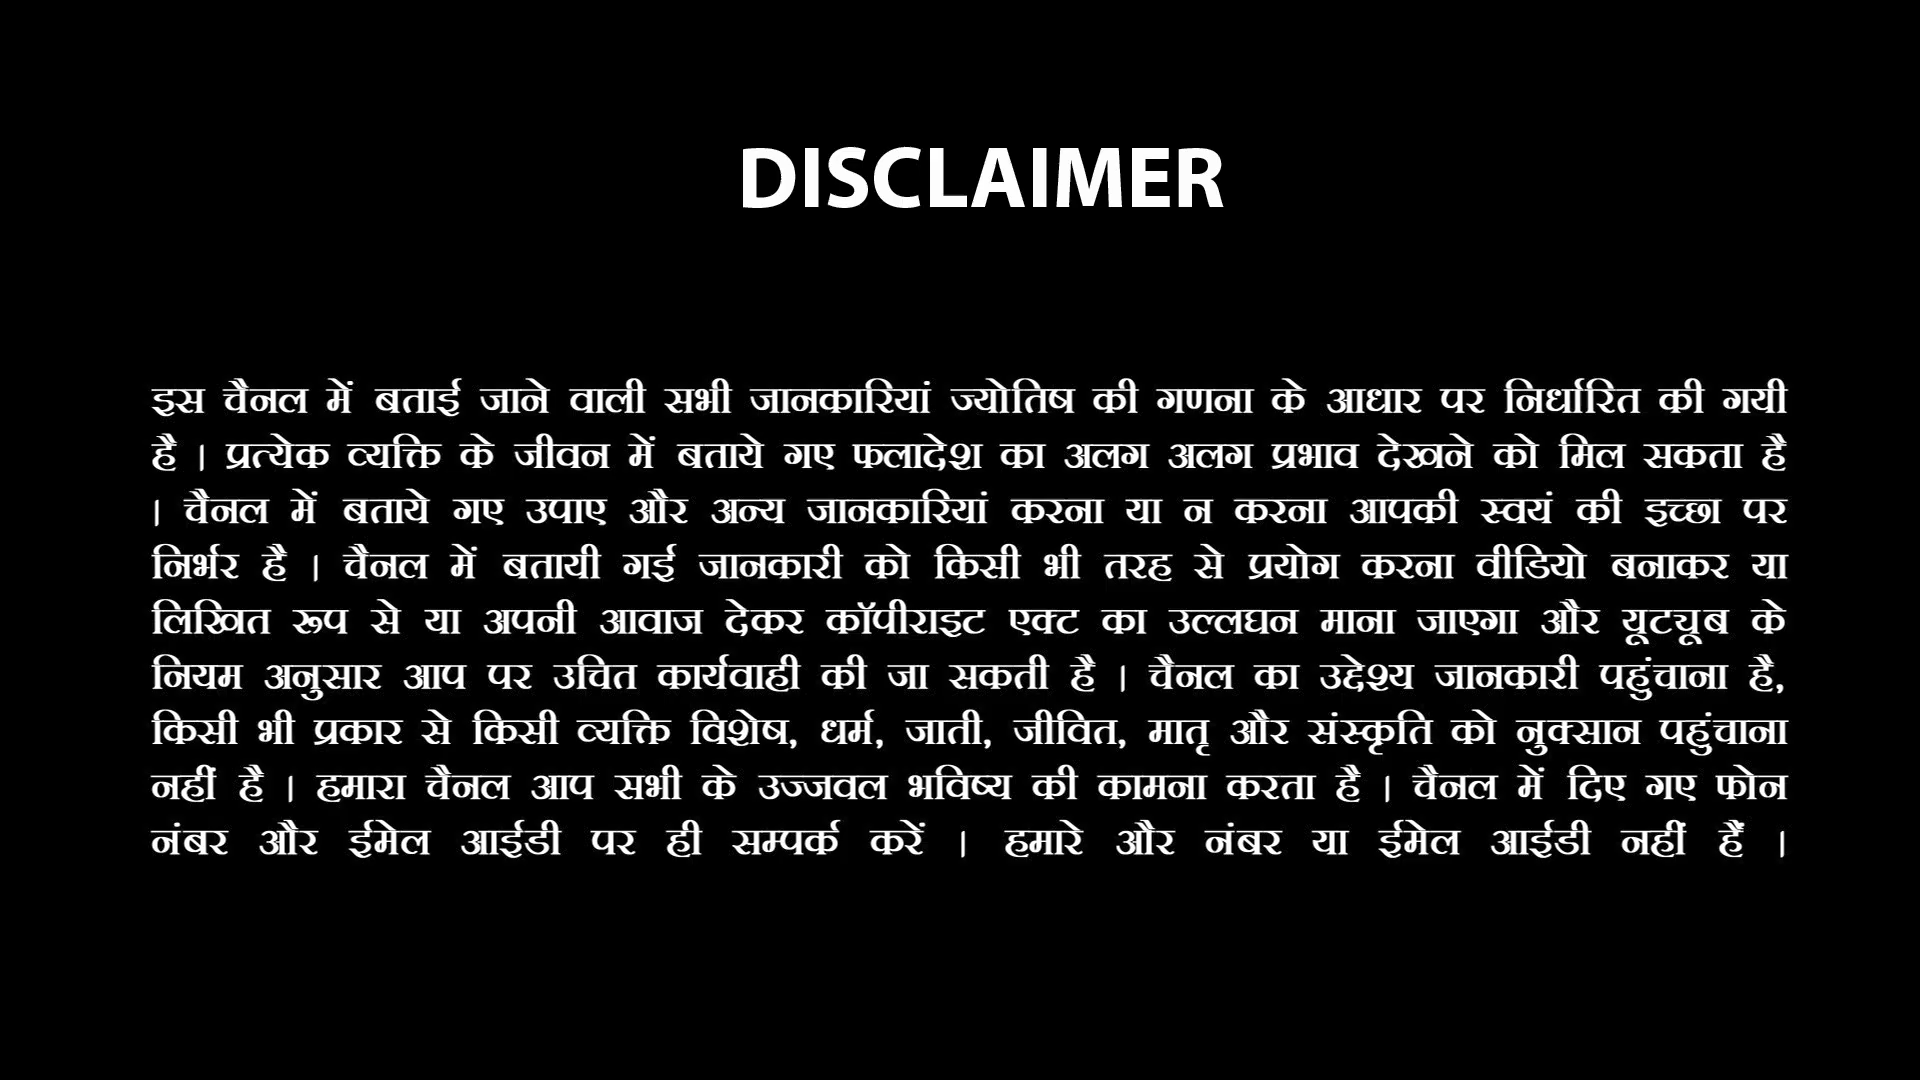 DISCLAIMER
इस चैनल में बताई जाने वाली सभी जानकारियां ज्योतिष की गणना के आधार पर निर्धारित की गयी
है । प्रत्येक व्यक्ति के जीवन में बताये गए फलादेश का अलग अलग प्रभाव देखने को मिल सकता है
। चैनल में बताये गए उपाए और अन्य जानकारियां करना या न करना आपकी स्वयं की इच्छा पर
निर्भर है । चैनल में बतायी गई जानकारी को किसी भी तरह से प्रयोग करना वीडियो बनाकर या
लिखित रूप से या अपनी आवाज देकर कॉपीराइट एक्ट का उल्लघन माना जाएगा और यूटच्यूब के
नियम अनुसार आप पर उचित कार्यवाही की जा सकती है । चैनल का उद्देश्य जानकारी पहुंचाना है,
किसी भी प्रकार से किसी व्यक्ति विशेष, धर्म, जाती, जीवित, मातृ और संस्कृति को नुक्सान पहुंचाना
नहीं है । हमारा चैनल आप सभी के उज्जवल भविष्य की कामना करता है । चैनल में दिए गए फोन
नंबर और ईमेल आईडी पर ही सम्पर्क करें । हमारे और नंबर या ईमेल आईडी नहीं हैं ।